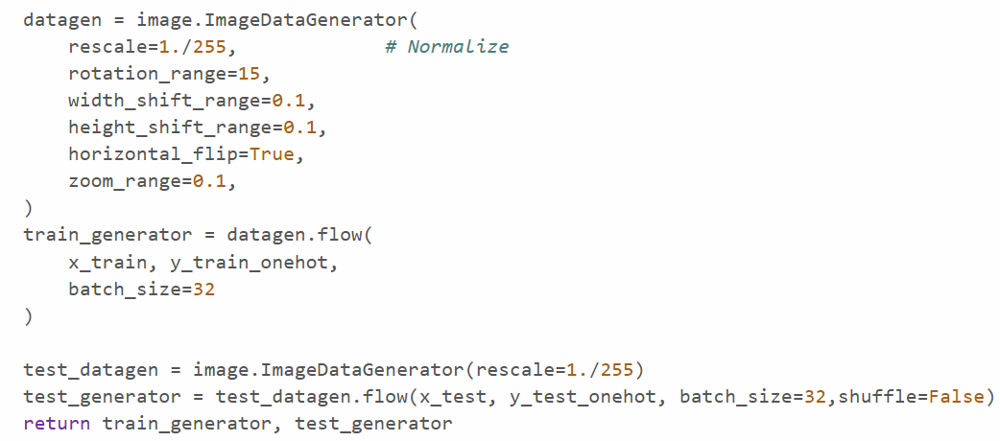 datagen = image.ImageDataGenerator(
    rescale=1./255,             # Normalize
    rotation_range=15,
    width_shift_range=0.1,
    height_shift_range=0.1,
    horizontal_flip=True,
    zoom_range=0.1,
)
train_generator = datagen.flow(
    x_train, y_train_onehot,
    batch_size=32
)

test_datagen = image.ImageDataGenerator(rescale=1./255)
test_generator = test_datagen.flow(x_test, y_test_onehot, batch_size=32,shuffle=False)
return train_generator, test_generator